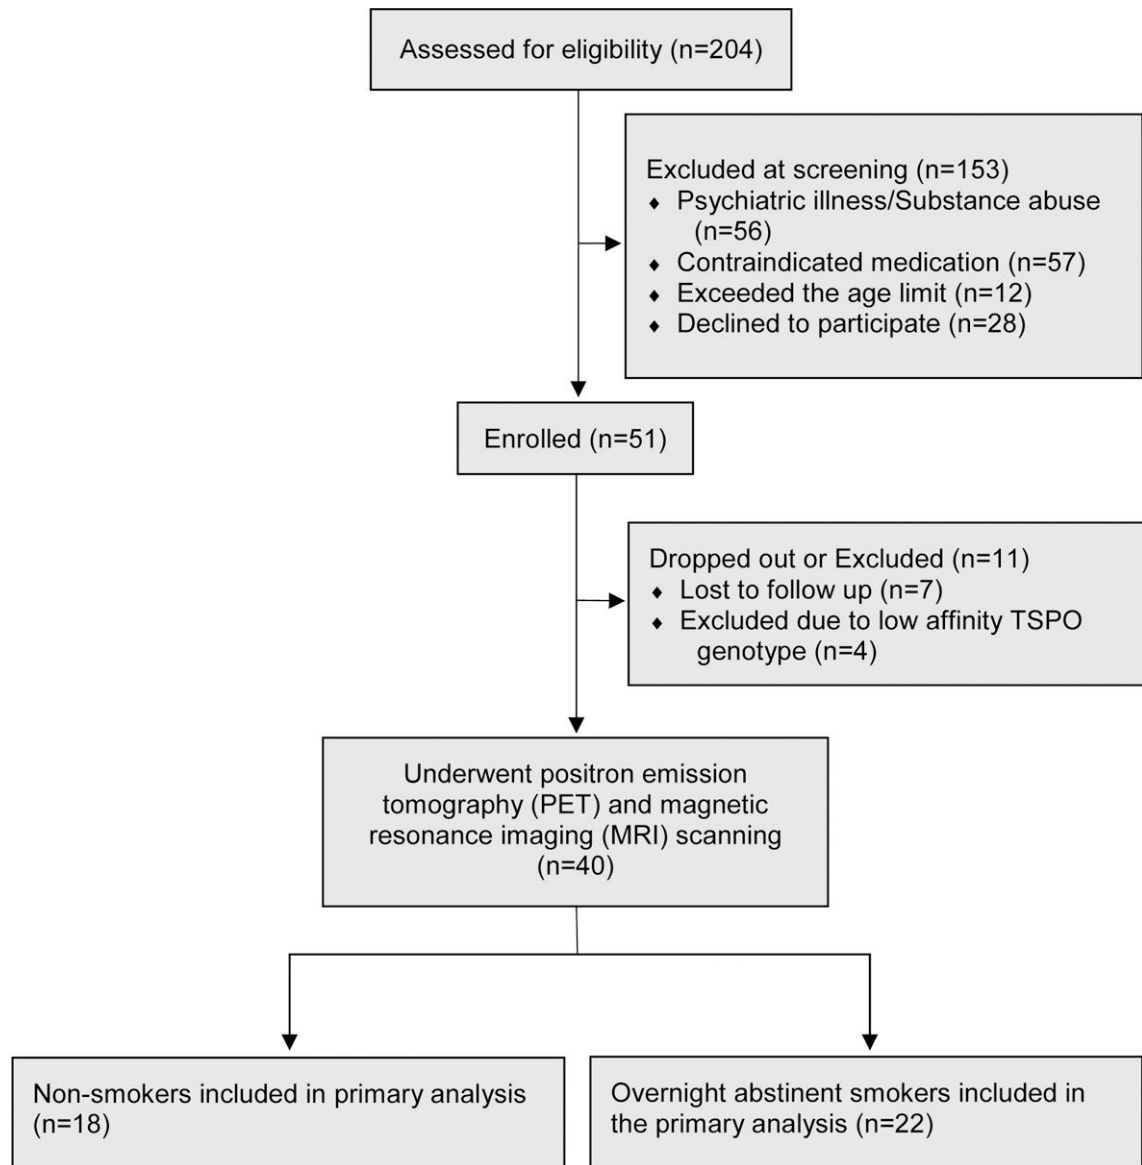 Assessed for eligibility (n=204)
Excluded at screening (n=153)
♦ Psychiatric illness/Substance abuse
(n=56)
♦ Contraindicated medication (n=57)
♦ Exceeded the age limit (n=12)
♦ Declined to participate (n=28)
Enrolled (n=51)
Dropped out or Excluded (n=11)
♦ Lost to follow up (n=7)
♦ Excluded due to low affinity TSPO
genotype (n=4)
Underwent positron emission
tomography (PET) and magnetic
resonance imaging (MRI) scanning
(n=40)
Non-smokers included in primary analysis
(n=18)
Overnight abstinent smokers included in
the primary analysis (n=22)